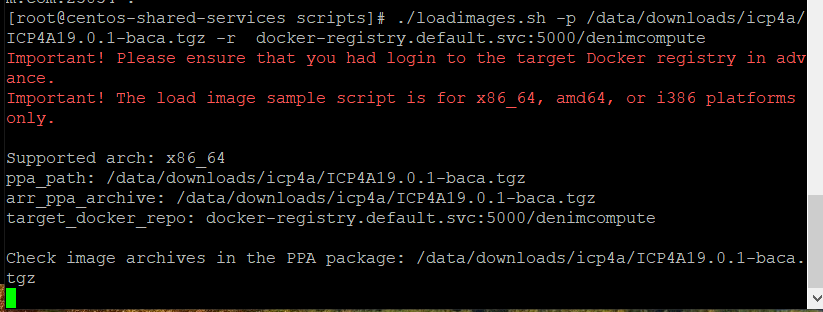 [root@centos-shared-services scripts]# ./loadimages.sh -p /data/downloads/icp4a/
ICP4A19.0.1-baca.tgz -r  docker-registry.default.svc:5000/denimcompute
Important! Please ensure that you had login to the target Docker registry in adv
ance.
Important! The load image sample script is for x86_64, amd64, or i386 platforms
only.
Supported arch: x86_64
ppa_path: /data/downloads/icp4a/ICP4A19.0.1-baca.tgz
arr_ppa_archive: /data/downloads/icp4a/ICP4A19.0.1-baca.tgz
target_docker_repo: docker-registry.default.svc:5000/denimcompute
Check image archives in the PPA package: /data/downloads/icp4a/ICP4A19.0.1-baca.
tgz